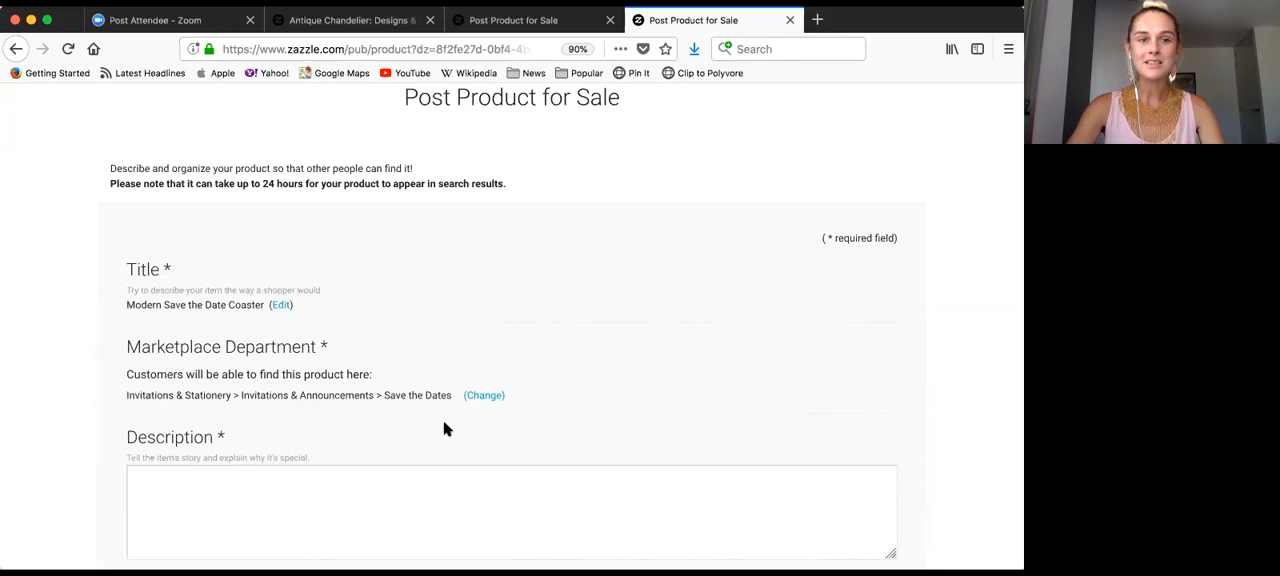 Post Attendee - Zoom
Antique Chandelier: Designs &
Post Product for Sale
Post Product for Sale
https://www.zazzle.com/pub/product?dz=8f2fe27d-0bf4-4b
90%
Search
Getting Started
Latest Headlines
Apple
Yahoo!
Google Maps
YouTube
Wikipedia
News
Popular
Pin It
Clip to Polyvore
Post Product for Sale
Describe and organize your product so that other people can find it!
Please note that it can take up to 24 hours for your product to appear in search results.
( * required field)
Title *
Try to describe your item the way a shopper would.
Modern Save the Date Coaster (Edit)
Marketplace Department *
Customers will be able to find this product here:
Invitations & Stationery > Invitations & Announcements > Save the Dates (Change)
Description *
Tell the item's story and explain why it's special.